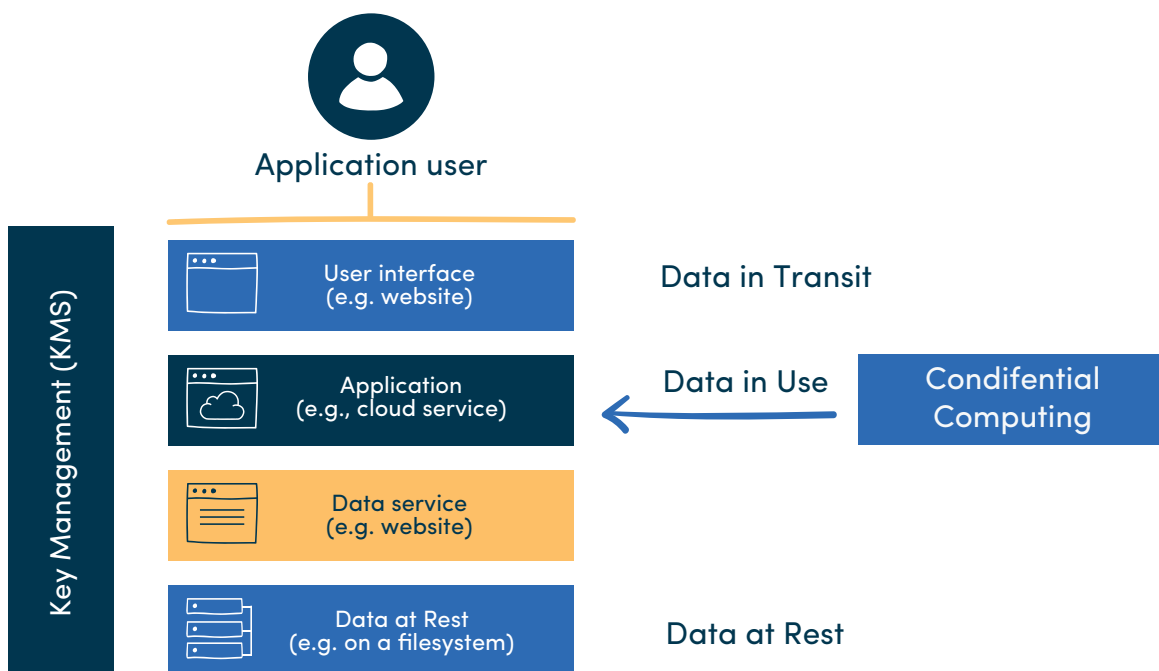 Application user
Key Management (KMS)
User interface
(e.g. website)
Data in Transit
Application
(e.g., cloud service)
Data in Use
Condifential
Computing
Data service
(e.g. website)
Data at Rest
(e.g. on a filesystem)
Data at Rest